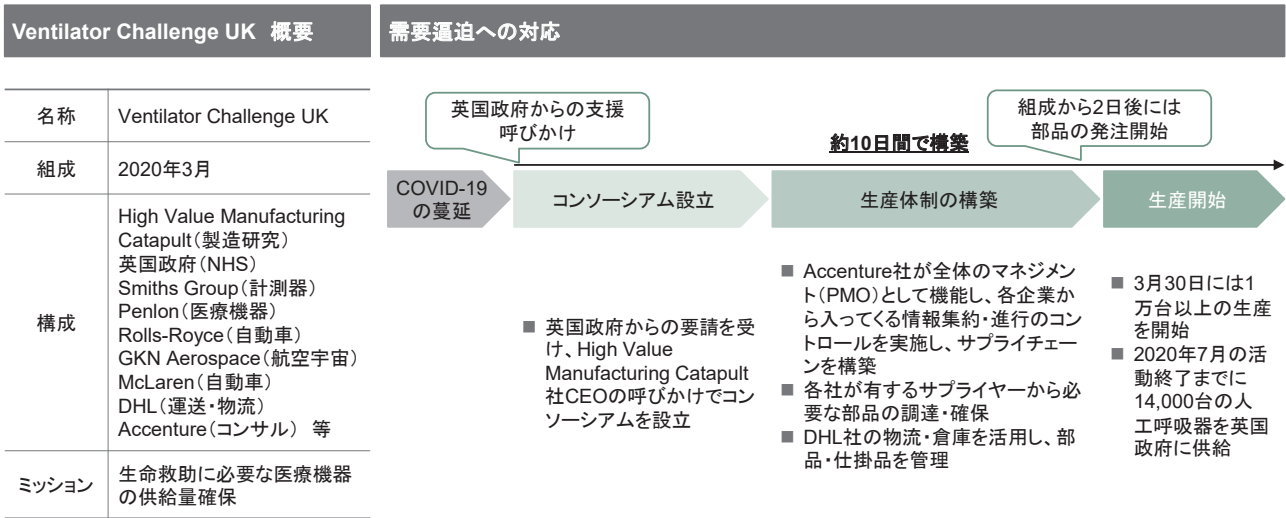 Ventilator Challenge UK 概要
需要逼迫への対応
名称
Ventilator Challenge UK
組成
2020年3月
構成
High Value Manufacturing
Catapult（製造研究）
英国政府（NHS）
Smiths Group（計測器）
Penlon（医療機器）
Rolls-Royce（自動車）
GKN Aerospace（航空宇宙）
McLaren（自動車）
DHL（運送・物流）
Accenture（コンサル） 等
ミッション
生命救助に必要な医療機器
の供給量確保
英国政府からの支援
呼びかけ
約10日間で構築
組成から2日後には
部品の発注開始
COVID-19
の蔓延
コンソーシアム設立
生産体制の構築
生産開始
■ 英国政府からの要請を受
け、High Value
Manufacturing Catapult
社CEOの呼びかけでコン
ソーシアムを設立
■ Accenture社が全体のマネジメン
ト（PMO）として機能し、各企業か
ら入ってくる情報集約・進行のコン
トロールを実施し、サプライチェー
ンを構築
■ 各社が有するサプライヤーから必
要な部品の調達・確保
■ DHL社の物流・倉庫を活用し、部
品・仕掛品を管理
■ 3月30日には1
万台以上の生産
を開始
■ 2020年7月の活
動終了までに
14,000台の人
工呼吸器を英国
政府に供給